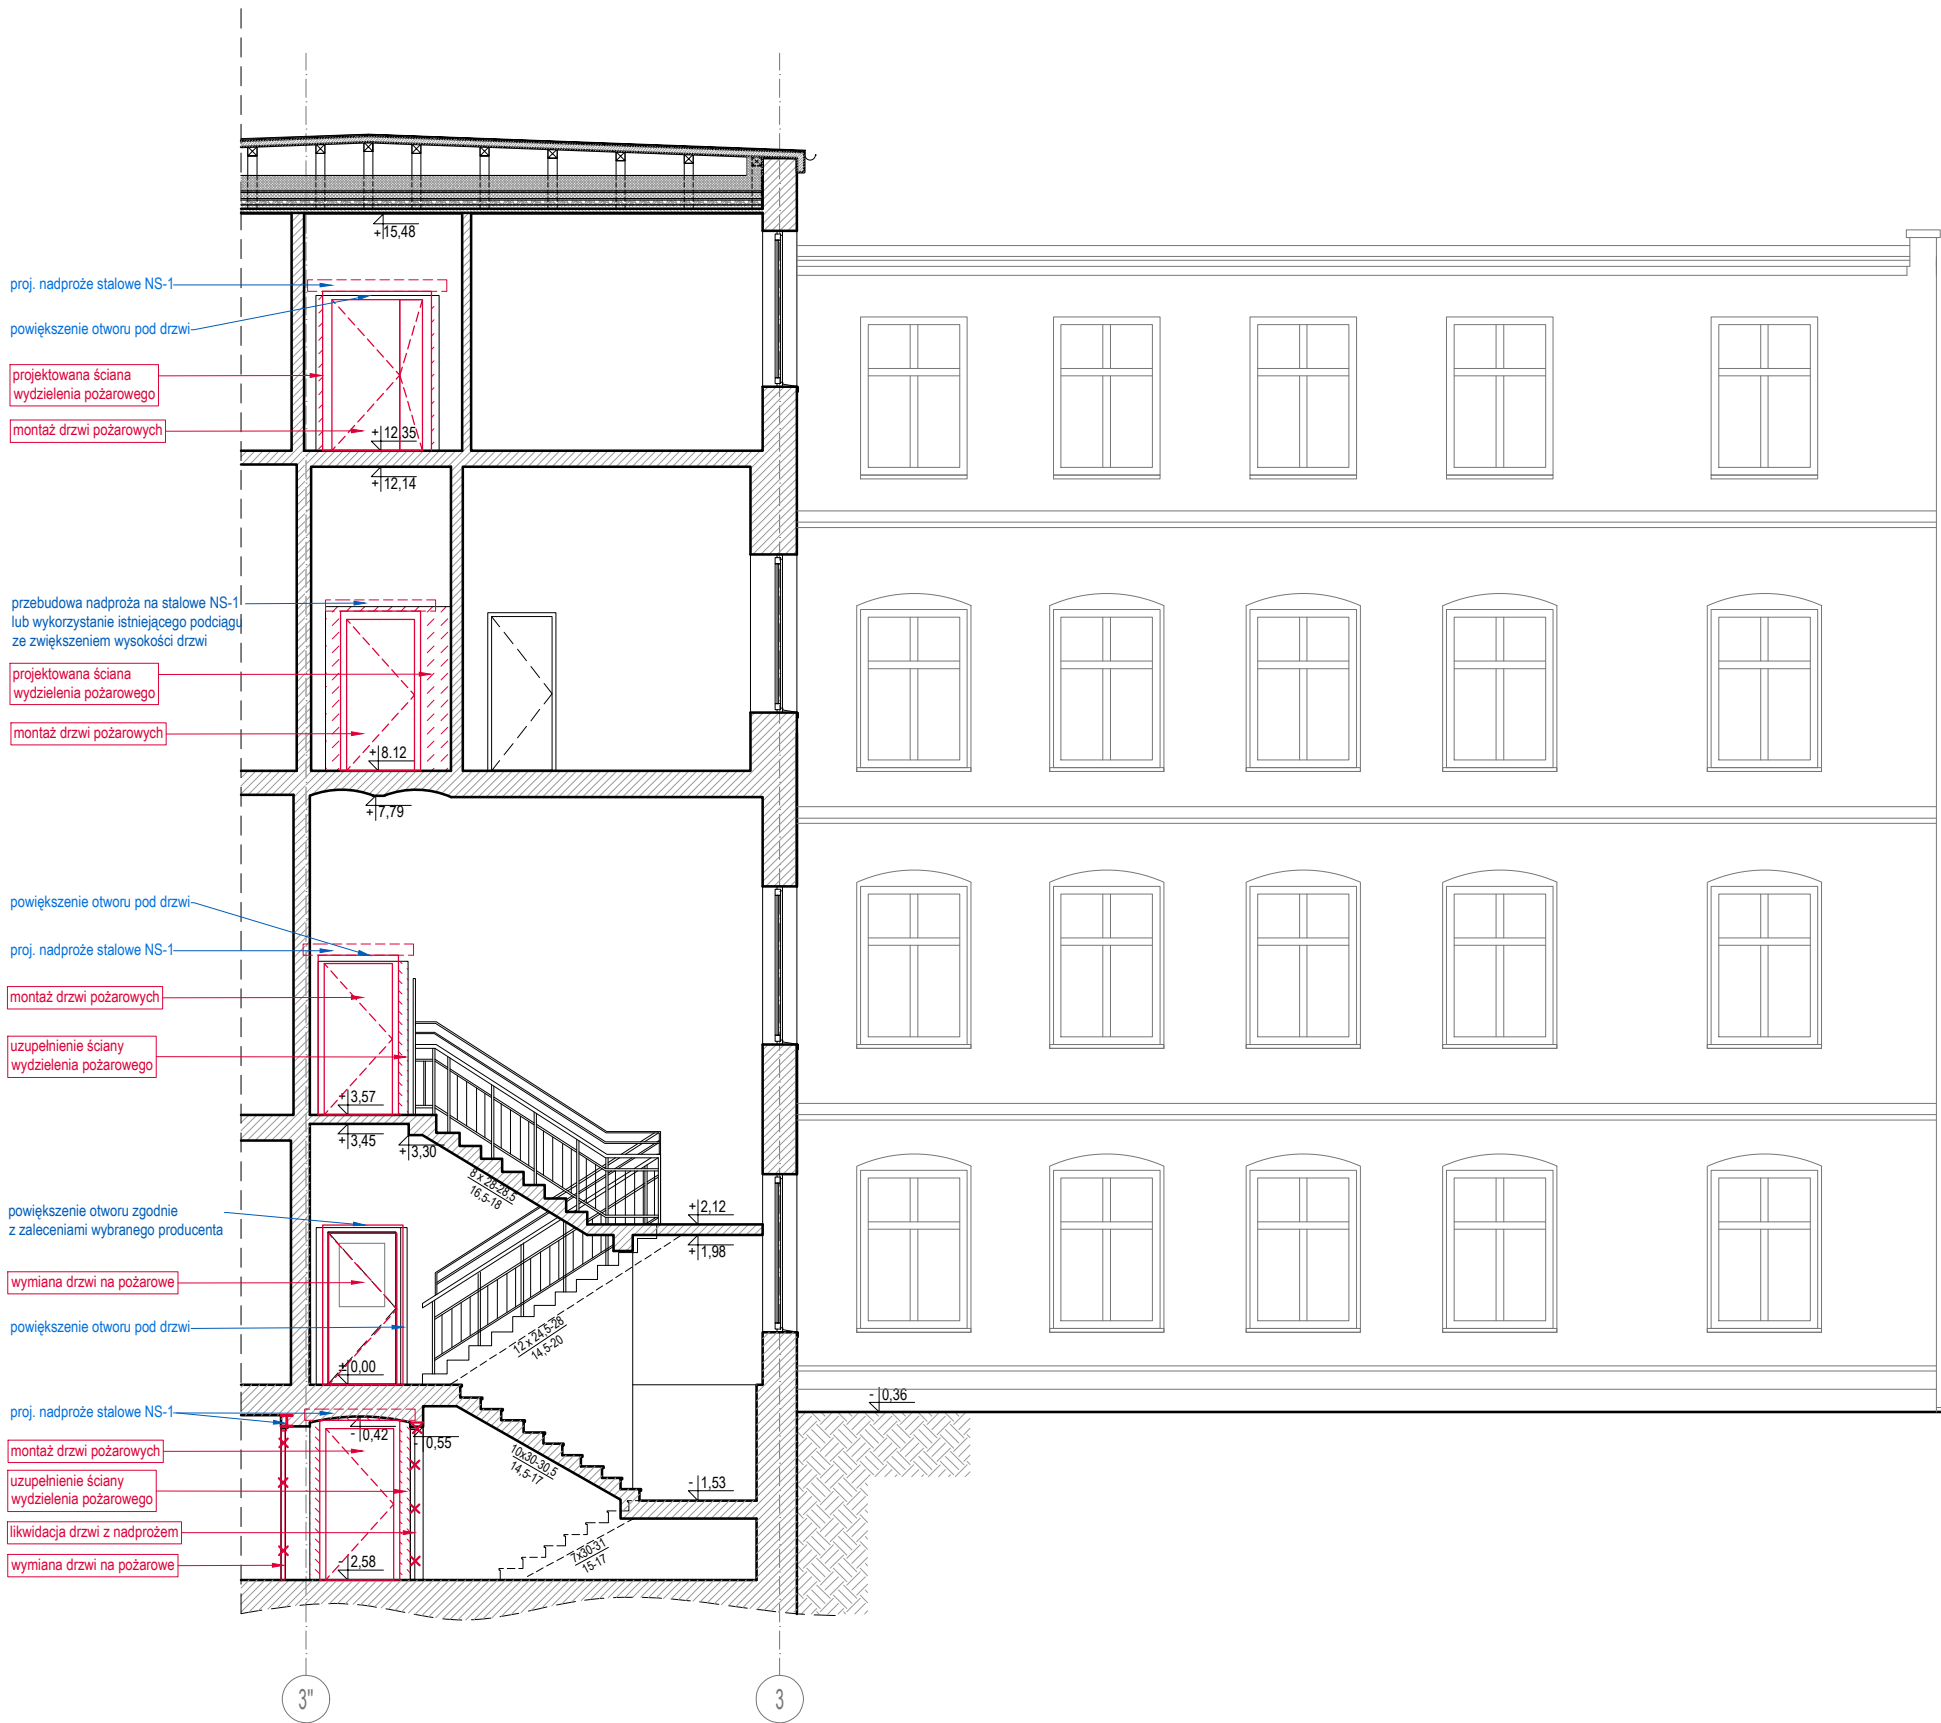 +15,48
proj. nadproże stalowe NS-1
powiększenie otworu pod drzwi
projektowana ściana
wydzielenia pożarowego
montaż drzwi pożarowych
+12.35
+12,14
przebudowa nadproża na stalowe NS-1
lub wykorzystanie istniejącego podciągu
ze zwiększeniem wysokości drzwi
projektowana ściana
wydzielenia pożarowego
montaż drzwi pożarowych
+8.12
+7,79
powiększenie otworu pod drzwi
proj. nadproże stalowe NS-1
montaż drzwi pożarowych
uzupełnienie ściany
wydzielenia pożarowego
+3,57
+3,45
+3,30
8 x 28-28,5
16,5-18
powiększenie otworu zgodnie
z zaleceniami wybranego producenta
+2,12
+1,98
wymiana drzwi na pożarowe
powiększenie otworu pod drzwi
12 x 24,5-28
14,5-20
±0,00
-0,36
proj. nadproże stalowe NS-1
-0,42
-0,55
montaż drzwi pożarowych
10x30-30,5
14,5-17
uzupełnienie ściany
wydzielenia pożarowego
-1,53
likwidacja drzwi z nadprożem
wymiana drzwi na pożarowe
-2,58
7x30-31
15-17
3"
3